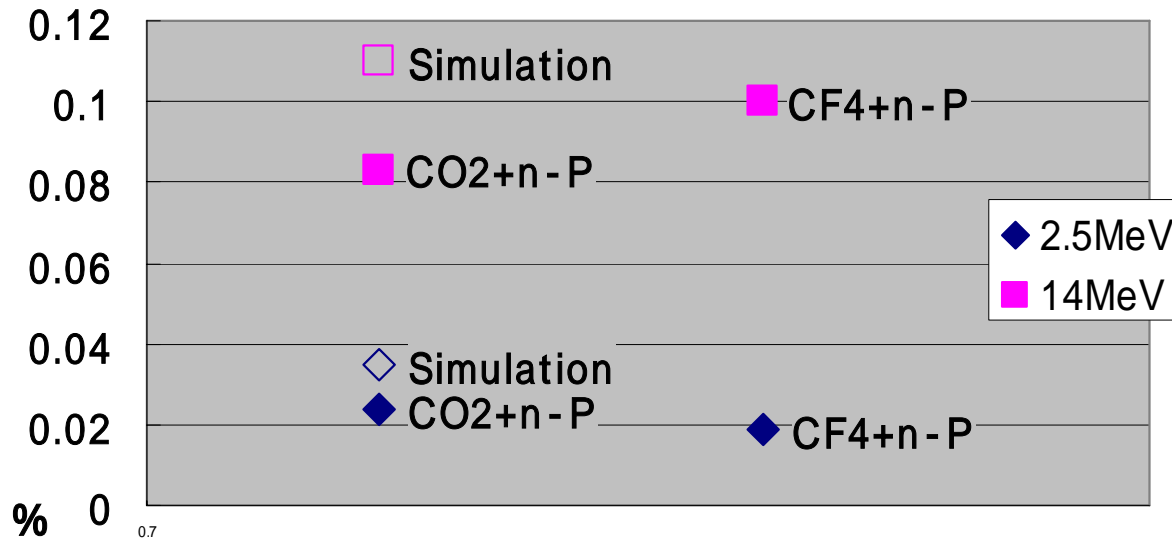 0.12
Simulation
0.1
CF4+n-P
CO2+n-P
0.08
2.5MeV
0.06
14MeV
0.04
Simulation
CO2+n-P
0.02
CF4+n-P
0
%
0.7